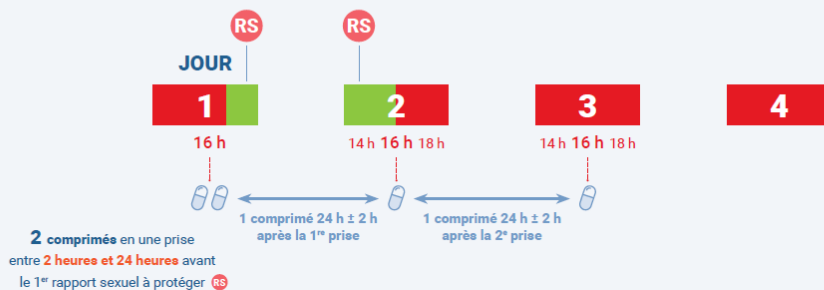 RS
RS
JOUR
1
2
3
4
16 h
14 h 16 h 18 h
14 h 16 h 18 h
1 comprimé 24 h ± 2 h
après la 1re prise
1 comprimé 24 h ± 2 h
après la 2e prise
2 comprimés en une prise
entre 2 heures et 24 heures avant
le 1er rapport sexuel à protéger RS